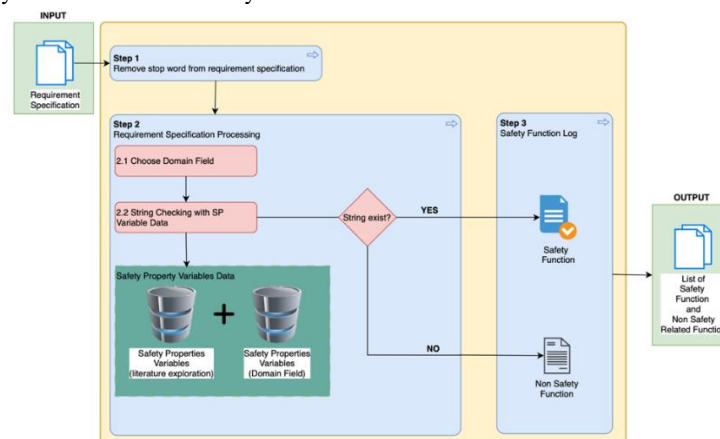 INPUT
Requirement
Specification
Step 1
Remove stop word from requirement specification
Step 2
Requirement Specification Processing
2.1 Choose Domain Field
2.2 String Checking with SP
Variable Data
String exist?
YES
NO
Safety Property Variables Data
Safety Properties
Variables
(literature exploration)
Safety Properties
Variables
(Domain Field)
Step 3
Safety Function Log
Safety
Function
Non Safety
Function
OUTPUT
List of
Safety
Function
and
Non Safety
Related Function